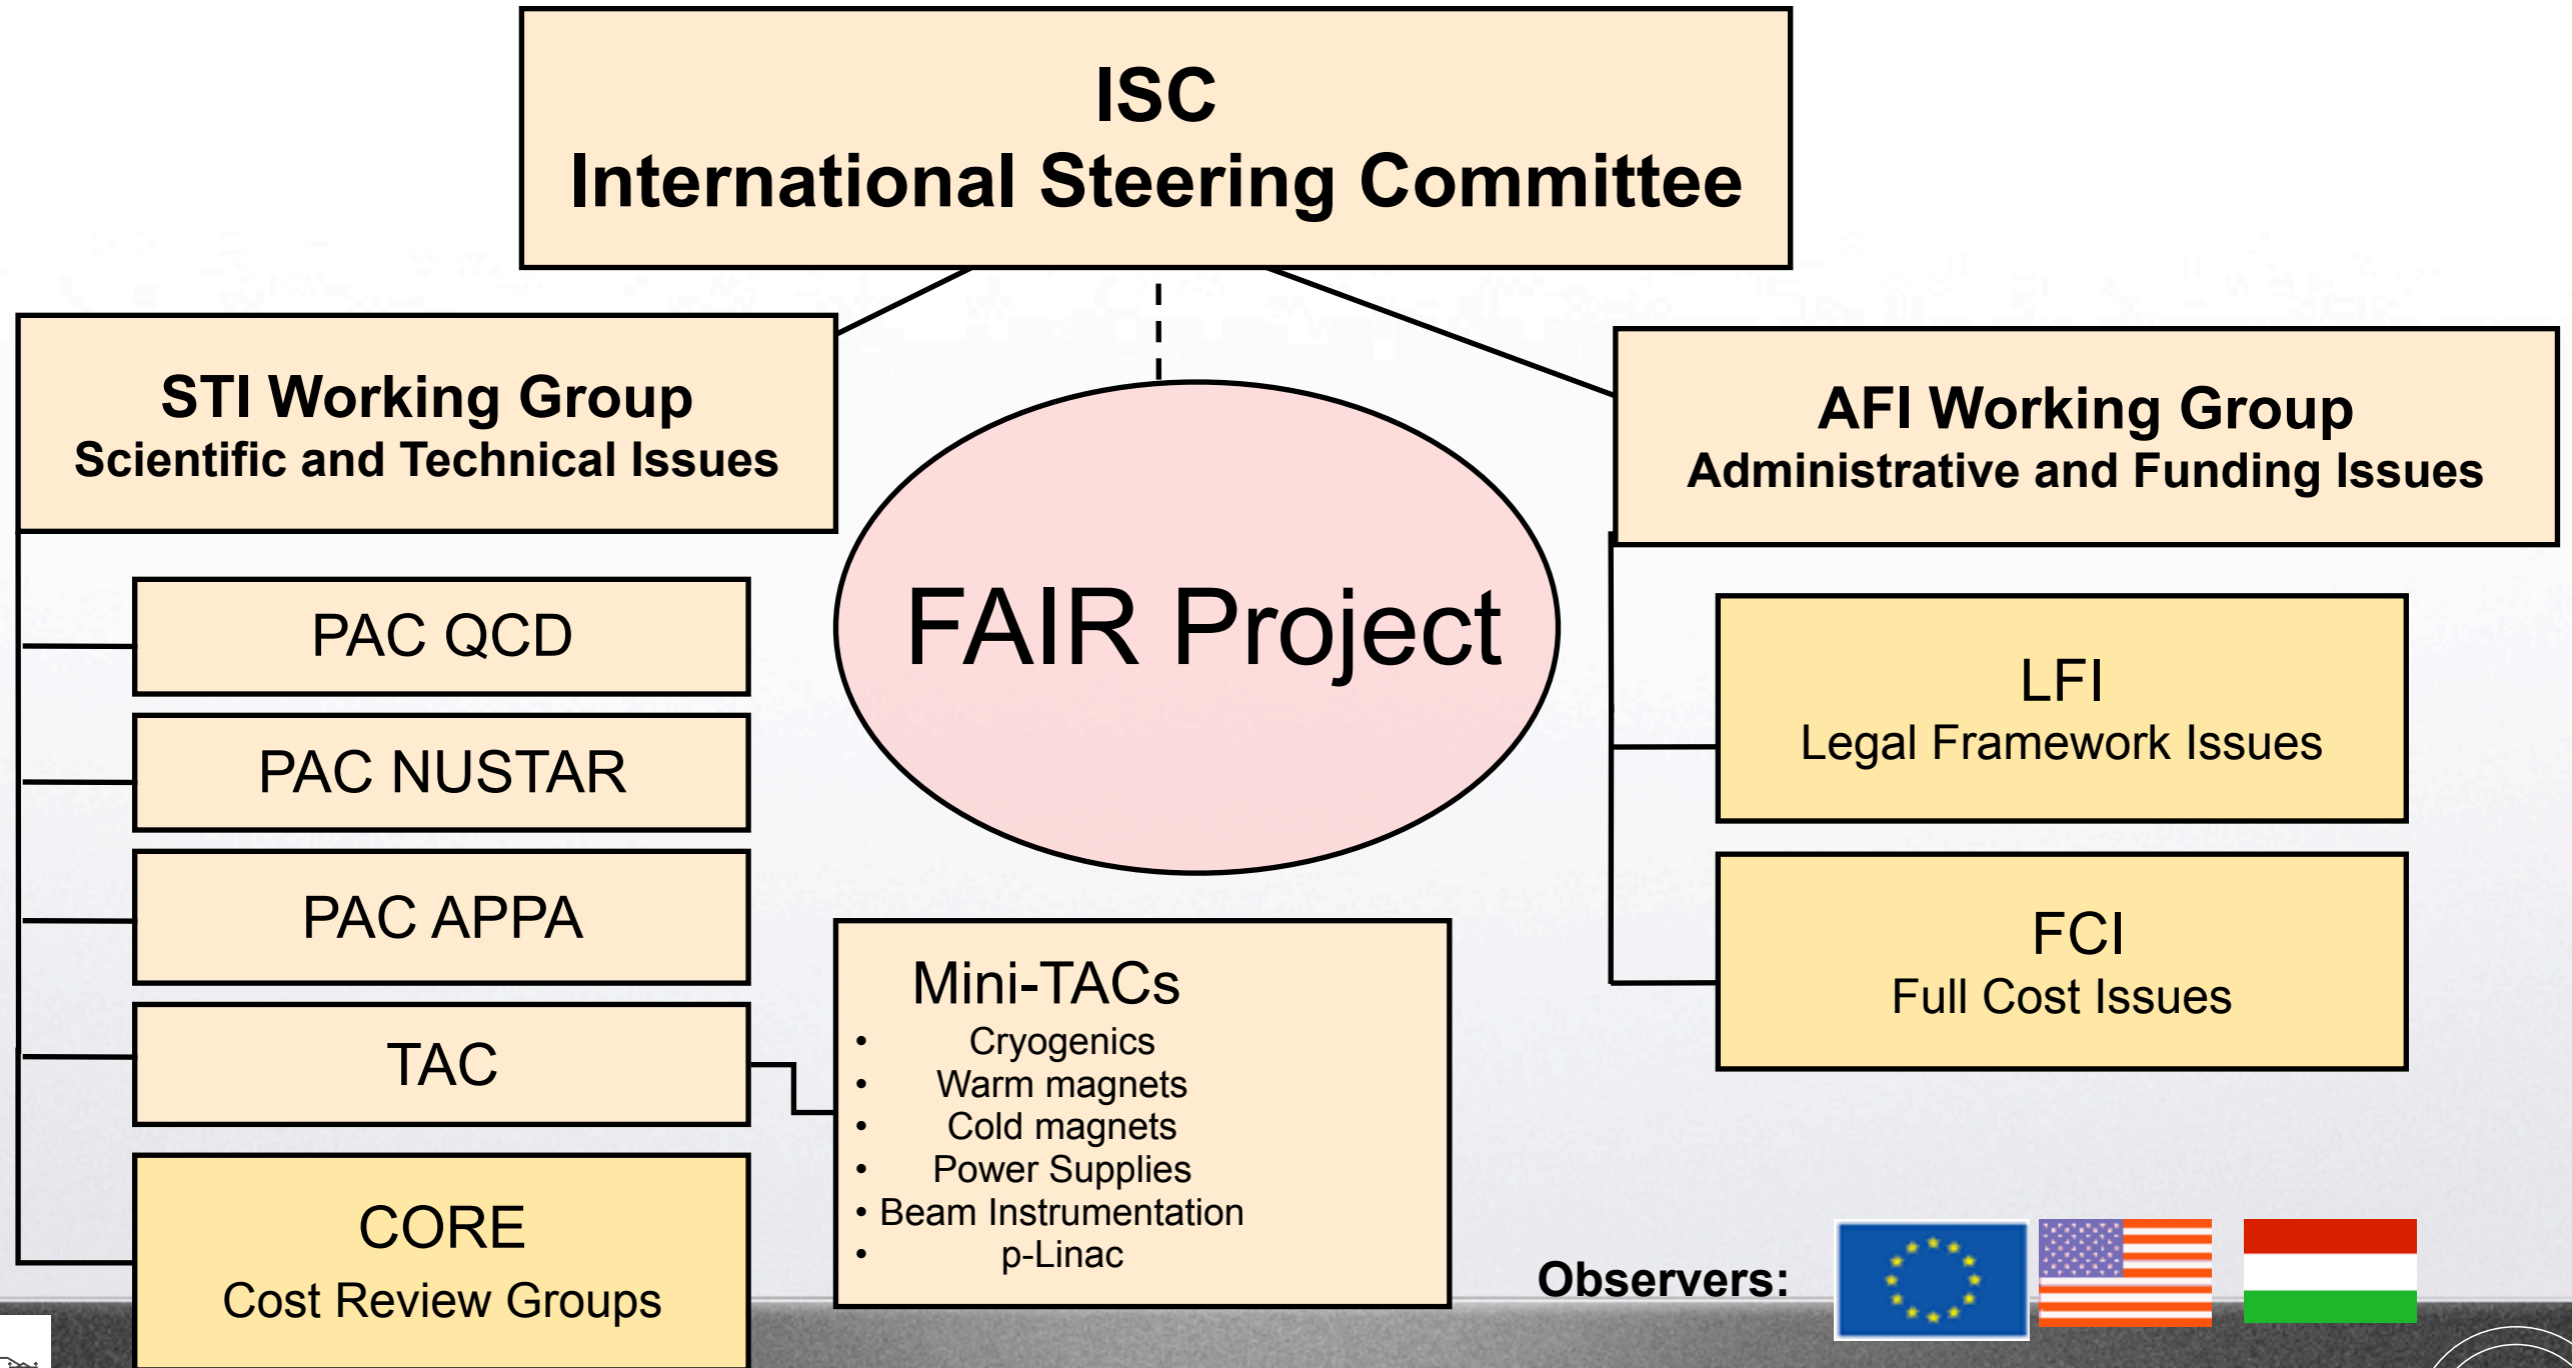 ISC
International Steering Committee
STI Working Group
Scientific and Technical Issues
AFI Working Group
Administrative and Funding Issues
FAIR Project
PAC QCD
PAC NUSTAR
PAC APPA
TAC
CORE
Cost Review Groups
Mini-TACs
• Cryogenics
• Warm magnets
• Cold magnets
• Power Supplies
• Beam Instrumentation
• p-Linac
LFI
Legal Framework Issues
FCI
Full Cost Issues
Observers: